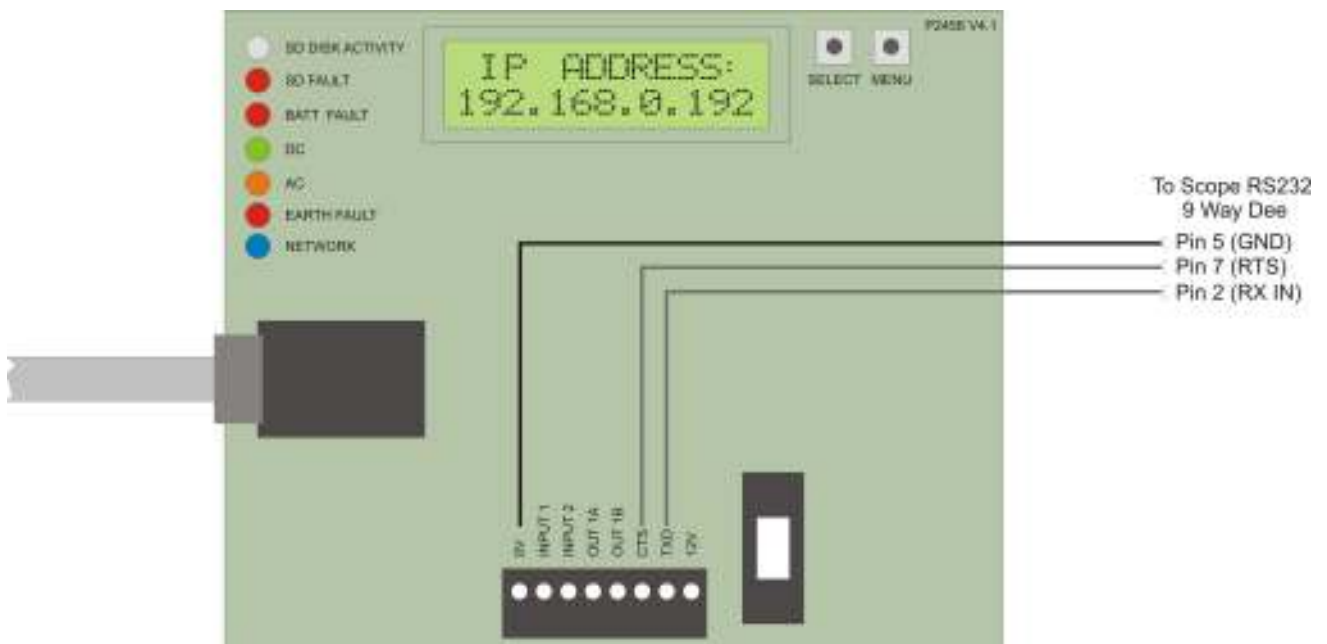 P2458 V4.1
SD DISK ACTIVITY
SD FAULT
BATT FAULT
DC
AC
EARTH FAULT
NETWORK
IP ADDRESS:
192.168.0.192
SELECT
MENU
To Scope RS232
9 Way Dee
Pin 5 (GND)
Pin 7 (RTS)
Pin 2 (RX IN)
0V
INPUT 1
INPUT 2
OUT 1A
OUT 1B
CTS
TXD
12V